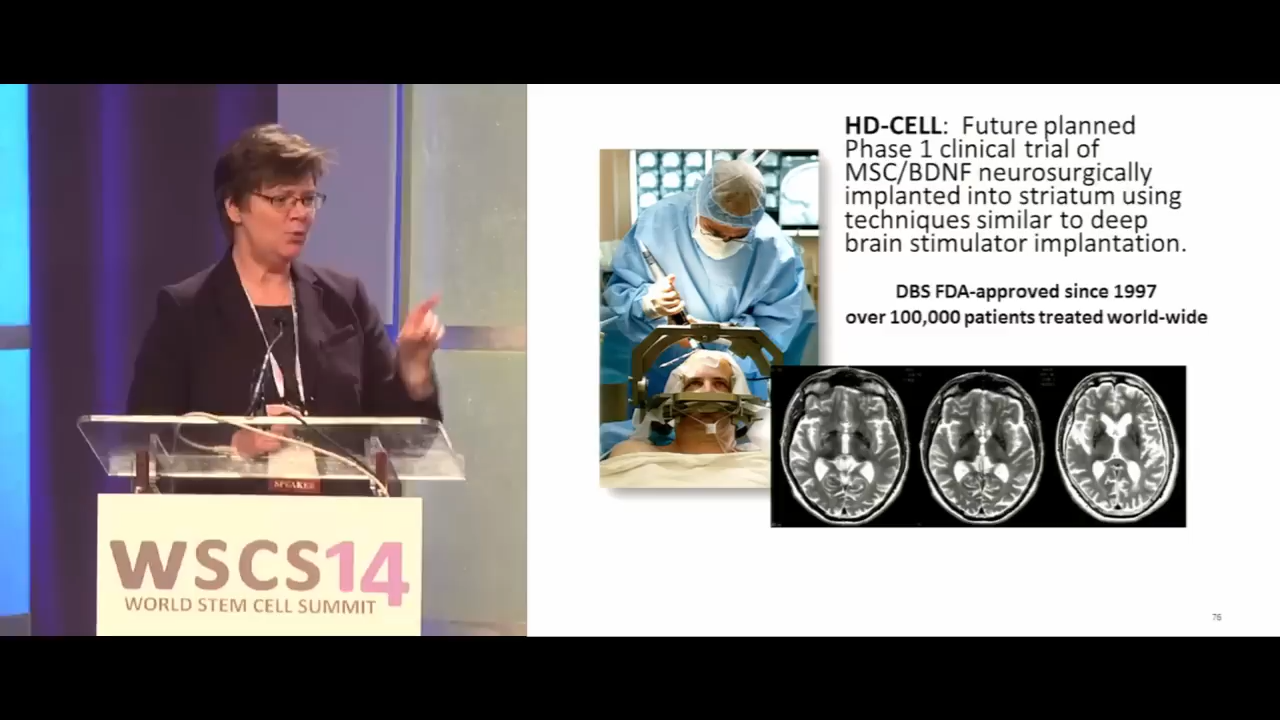 HD-CELL: Future planned
Phase 1 clinical trial of
MSC/BDNF neurosurgically
implanted into striatum using
techniques similar to deep
brain stimulator implantation.
DBS FDA-approved since 1997
over 100,000 patients treated world-wide
SPEAKER
WSCS14
WORLD STEM CELL SUMMIT
76